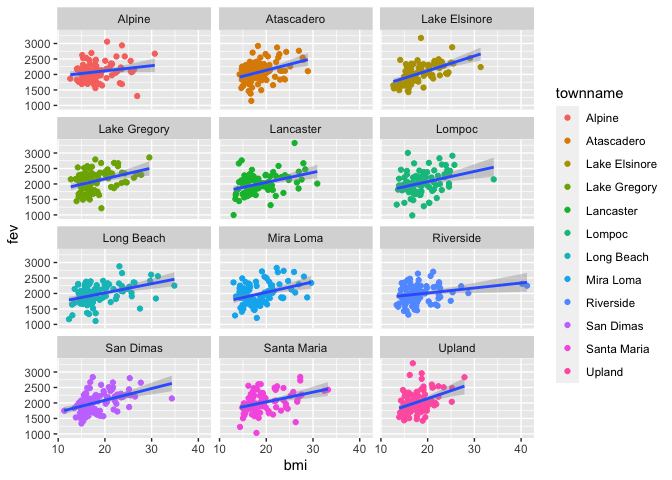 Alpine
Atascadero
Lake Elsinore
3000
2500
2000
1500
1000
Lake Gregory
Lancaster
Lompoc
3000
2500
2000
1500
1000
Long Beach
Mira Loma
Riverside
3000
2500
2000
1500
1000
San Dimas
Santa Maria
Upland
3000
2500
2000
1500
1000
10 20 30 40 10 20 30 40 10 20 30 40
bmi
fev
townname
Alpine
Atascadero
Lake Elsinore
Lake Gregory
Lancaster
Lompoc
Long Beach
Mira Loma
Riverside
San Dimas
Santa Maria
Upland